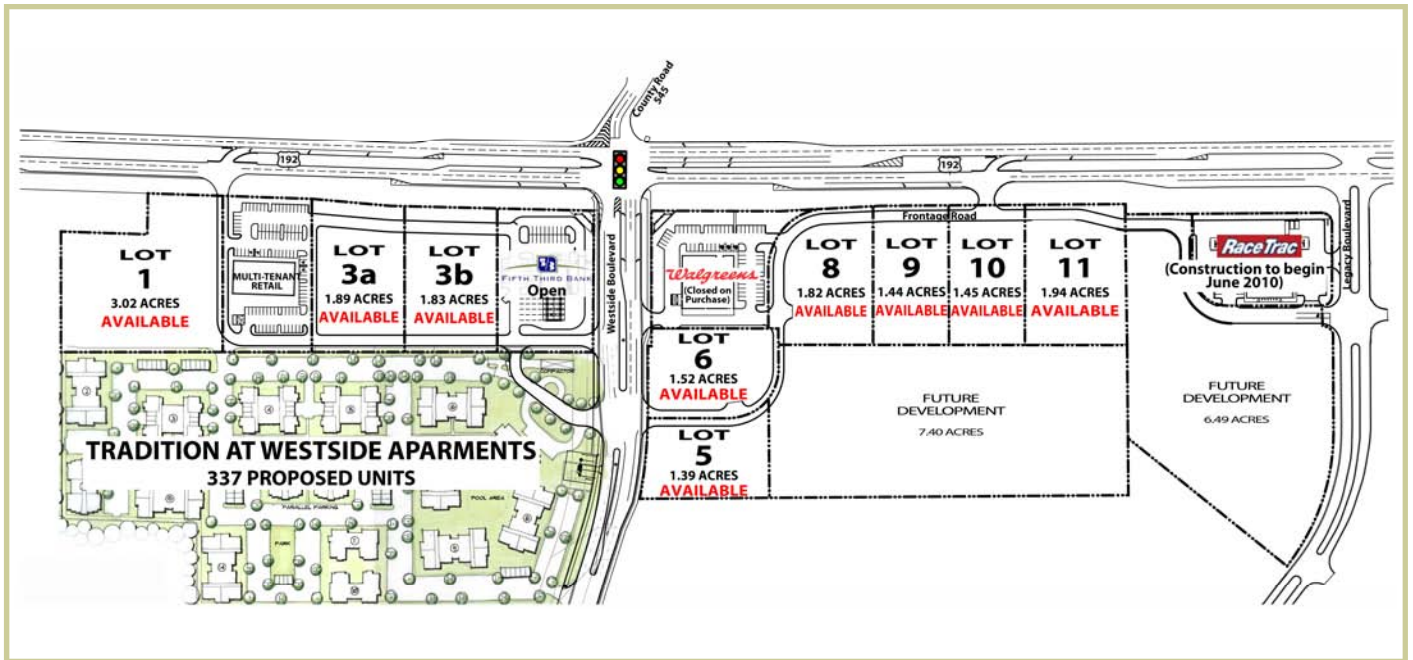 County Road
545
192
192
Frontage Road
Westside Boulevard
Legacy Boulevard
LOT
1
3.02 ACRES
AVAILABLE
MULTI-TENANT
RETAIL
LOT
3a
1.89 ACRES
AVAILABLE
LOT
3b
1.83 ACRES
AVAILABLE
FIFTH THIRD BANK
Open
Walgreens
(Closed on
Purchase)
LOT
8
1.82 ACRES
AVAILABLE
LOT
9
1.44 ACRES
AVAILABLE
LOT
10
1.45 ACRES
AVAILABLE
LOT
11
1.94 ACRES
AVAILABLE
RaceTrac
(Construction to begin
June 2010)
LOT
6
1.52 ACRES
AVAILABLE
LOT
5
1.39 ACRES
AVAILABLE
FUTURE
DEVELOPMENT
7.40 ACRES
FUTURE
DEVELOPMENT
6.49 ACRES
COMPACTOR
TRADITION AT WESTSIDE APARMENTS
337 PROPOSED UNITS
POOL AREA
PARALLEL PARKING
PARK